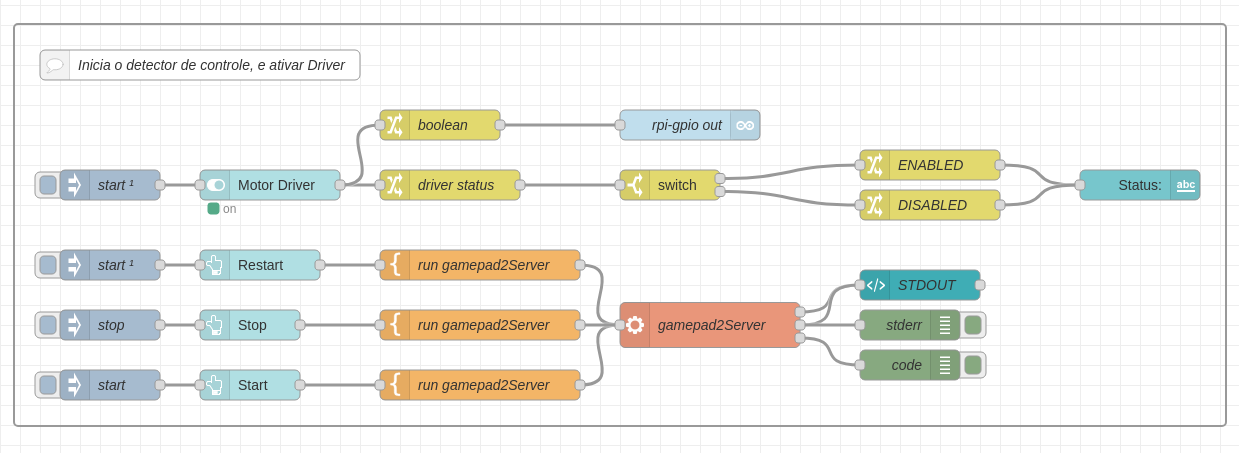 Inicia o detector de controle, e ativar Driver
boolean
rpi-gpio out
start ¹
Motor Driver
on
driver status
switch
ENABLED
DISABLED
Status:
abc
start ¹
Restart
run gamepad2Server
stop
Stop
run gamepad2Server
start
Start
run gamepad2Server
gamepad2Server
STDOUT
stderr
code